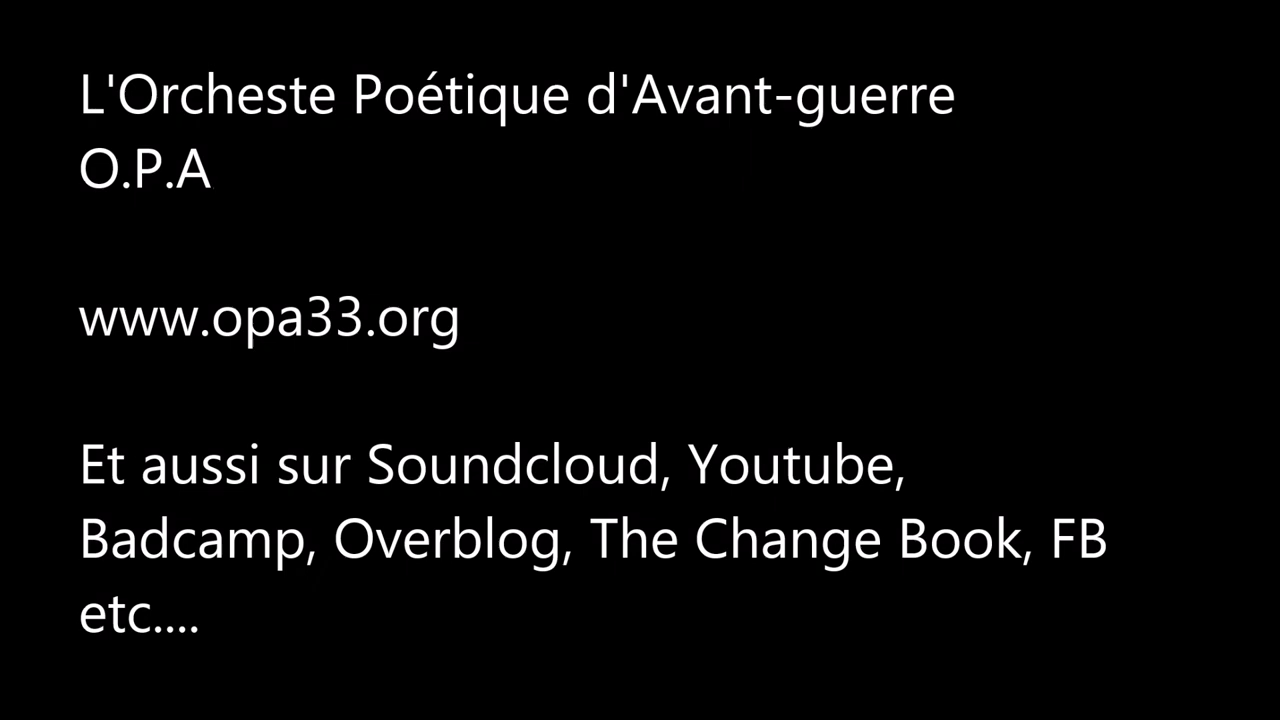 L'Orcheste Poétique d'Avant-guerre
O.P.A
www.opa33.org
Et aussi sur Soundcloud, Youtube,
Badcamp, Overblog, The Change Book, FB
etc....